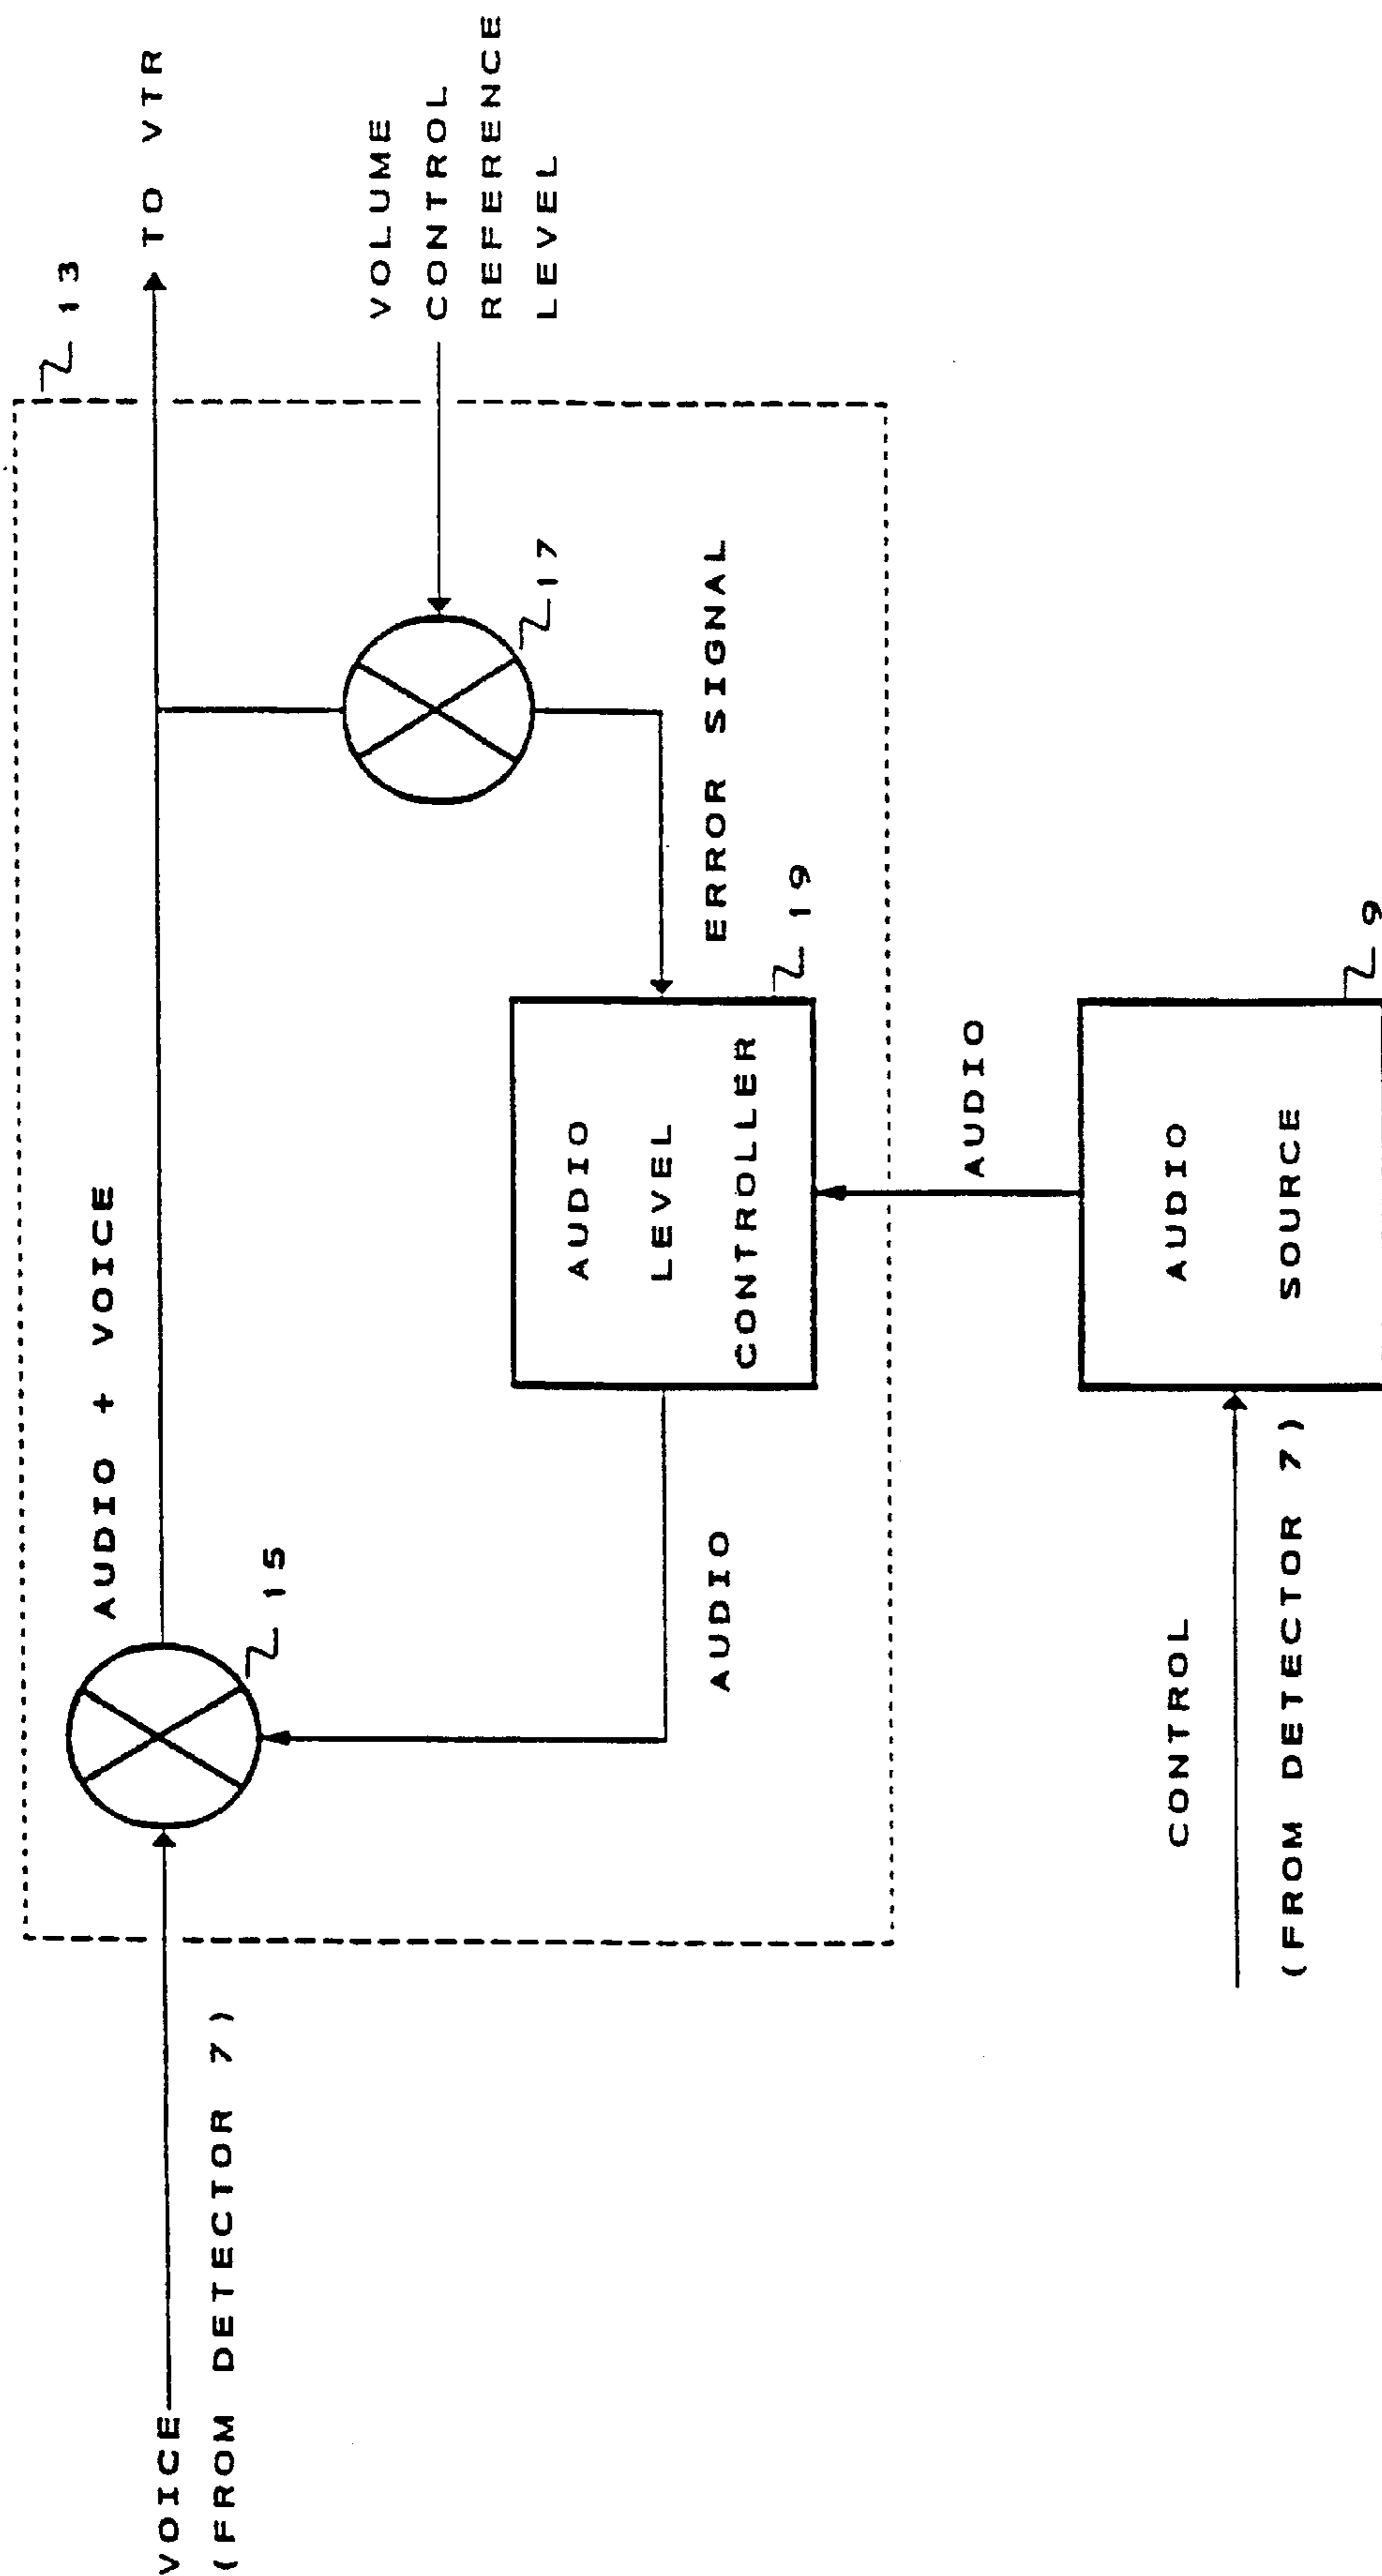 13
TO VTR
AUDIO + VOICE
15
VOICE
(FROM DETECTOR 7)
VOLUME
CONTROL
REFERENCE
LEVEL
17
ERROR SIGNAL
AUDIO
LEVEL
CONTROLLER
19
AUDIO
AUDIO
CONTROL
(FROM DETECTOR 7)
AUDIO
SOURCE
9